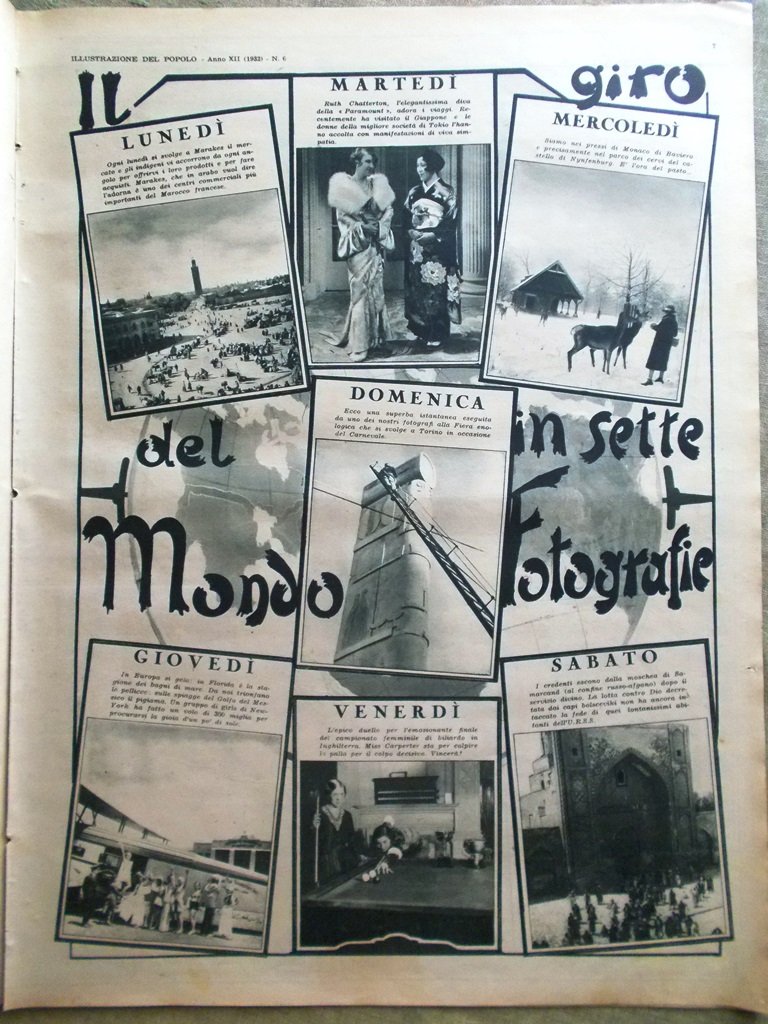 ILLUSTRAZIONE DEL POPOLO - Anno XII (1932) - N. 6
7
Il giro
del
Mondo
in sette
Fotografie
LUNEDÌ
Ogni lunedì si svolge a Marakes il mer-
cato e gli indigeni vi accorrono da ogni an-
golo per offrirvi i loro prodotti e per fare
acquisti. Marakes, che in arabo vuol dire
l'adorna è uno dei centri commerciali più
importanti del Marocco francese.
MARTEDÌ
Ruth Chatterton, l'elegantissima diva
della « Paramount », adora i viaggi. Re-
centemente ha visitato il Giappone e le
donne della migliore società di Tokio l'han-
no accolta con manifestazioni di viva sim-
patia.
MERCOLEDÌ
Siamo nei pressi di Monaco di Baviera
e precisamente nel parco dei cervi del ca-
stello di Nynfenburg. E' l'ora del pasto...
DOMENICA
Ecco una superba istantanea eseguita
da uno dei nostri fotografi alla Fiera eno-
logica che si svolge a Torino in occasione
del Carnevale.
GIOVEDÌ
In Europa si gela: in Florida è la sta-
gione dei bagni di mare. Da noi trionfano
le pellicce: sulle spiagge del Golfo del Mes-
sico il pigiama. Un gruppo di girls di New-
York ha fatto un volo di 300 miglia per
procurarsi la gioia d'un po' di sole.
VENERDÌ
L'epico duello per l'emozionante finale
del campionato femminile di biliardo in
Inghilterra. Miss Carperter sta per colpire
la palla per il colpo decisivo. Vincerà?
SABATO
I credenti escono dalla moschea di Sa-
marcand (al confine russo-afgano) dopo il
servizio divino. La lotta contro Dio decre-
tata dai capi bolscevichi non ha ancora in-
taccato la fede di quei lontanissimi abi-
tanti dell'U.R.S.S.